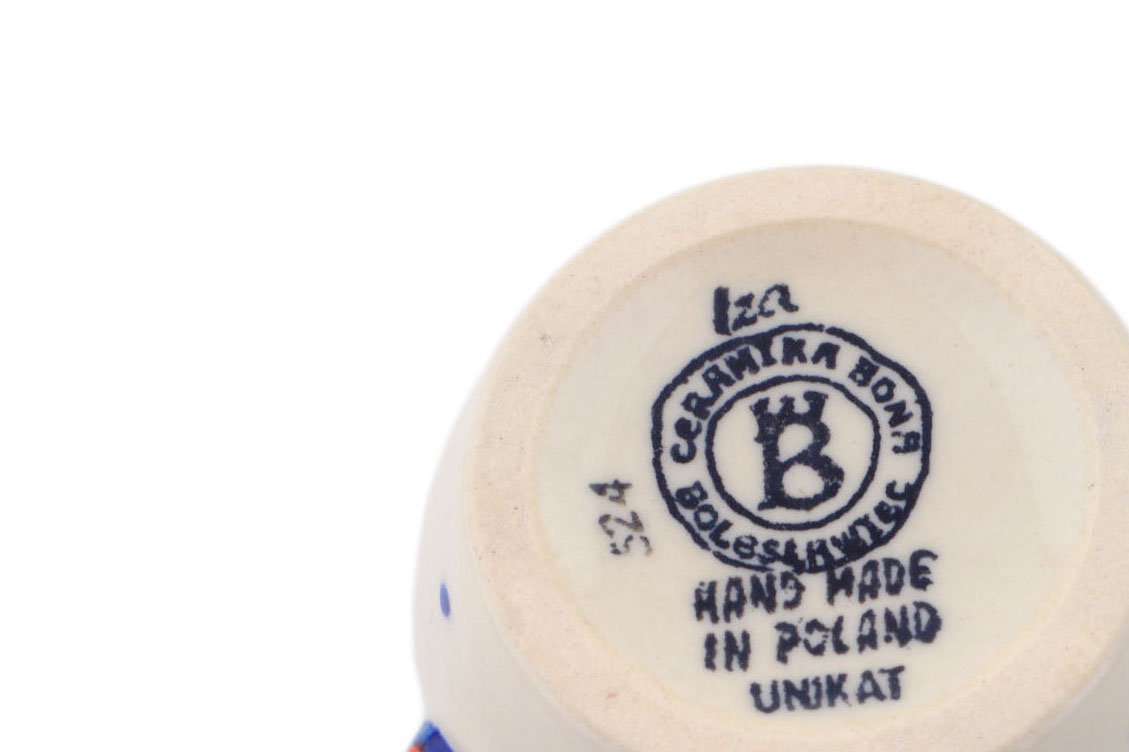 Iza
CERAMIKA BONA
B
BOLESŁAWIEC
524
HAND MADE
IN POLAND
UNIKAT